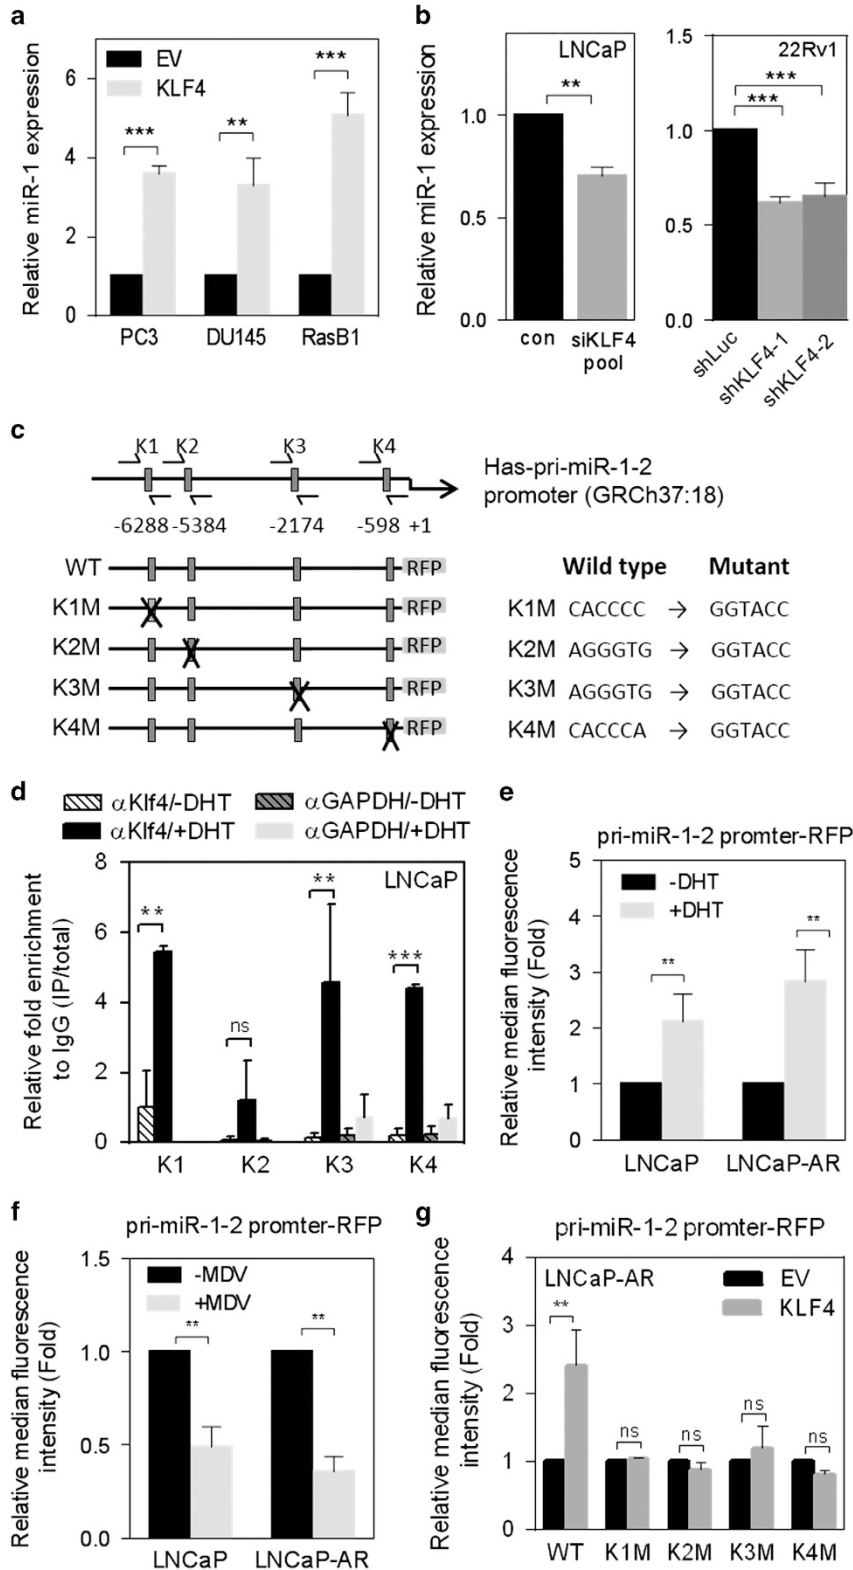 a
EV
KLF4
Relative miR-1 expression
6
4
2
0
***
**
***
PC3 DU145 RasB1
b
LNCaP
Relative miR-1 expression
1.0
0.5
0.0
**
con siKLF4
pool
22Rv1
1.5
1.0
0.5
0.0
***
***
shLuc
shKLF4-1
shKLF4-2
c
K1 K2 K3 K4
Has-pri-miR-1-2
promoter (GRCh37:18)
-6288 -5384 -2174 -598 +1
WT RFP
K1M RFP
K2M RFP
K3M RFP
K4M RFP
Wild type Mutant
K1M CACCCC → GGTACC
K2M AGGGTG → GGTACC
K3M AGGGTG → GGTACC
K4M CACCCA → GGTACC
d
αKlf4/-DHT αGAPDH/-DHT
αKlf4/+DHT αGAPDH/+DHT
LNCaP
Relative fold enrichment
to IgG (IP/total)
8
6
4
2
0
**
ns
**
***
K1 K2 K3 K4
e
pri-miR-1-2 promter-RFP
-DHT
+DHT
Relative median fluorescence
intensity (Fold)
5
4
3
2
1
0
**
**
LNCaP LNCaP-AR
f
pri-miR-1-2 promter-RFP
-MDV
+MDV
Relative median fluorescence
intensity (Fold)
1.5
1.0
0.5
0.0
**
**
LNCaP LNCaP-AR
g
pri-miR-1-2 promter-RFP
LNCaP-AR
EV
KLF4
Relative median fluorescence
intensity (Fold)
4
3
2
1
0
**
ns
ns
ns
ns
WT K1M K2M K3M K4M